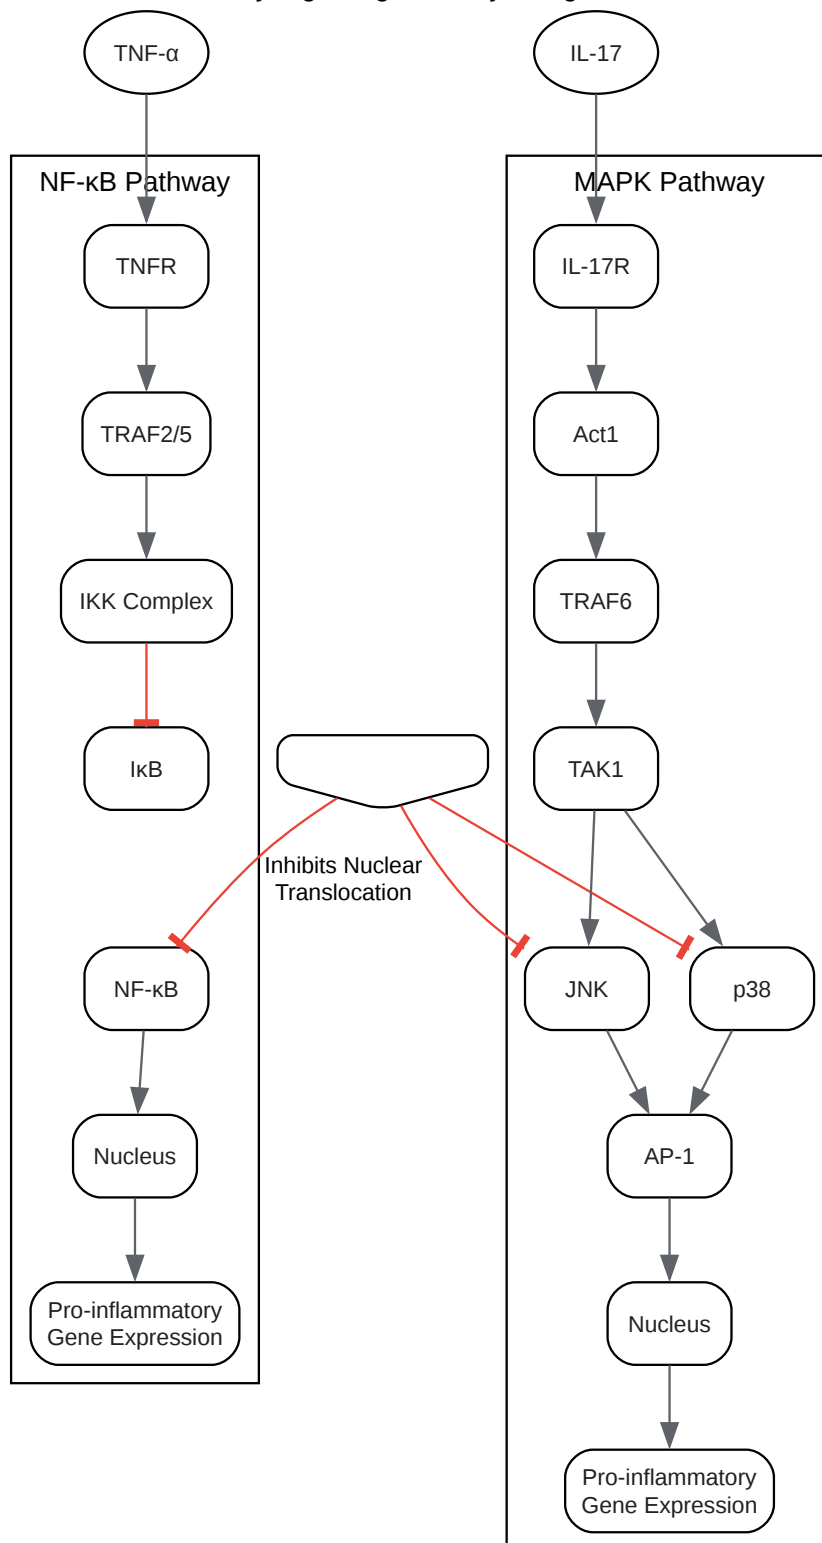 TNF-α
IL-17
NF-κB Pathway
MAPK Pathway
TNFR
IL-17R
TRAF2/5
Act1
IKK Complex
TRAF6
IκB
TAK1
Inhibits Nuclear
Translocation
NF-κB
JNK
p38
Nucleus
AP-1
Pro-inflammatory
Gene Expression
Nucleus
Pro-inflammatory
Gene Expression